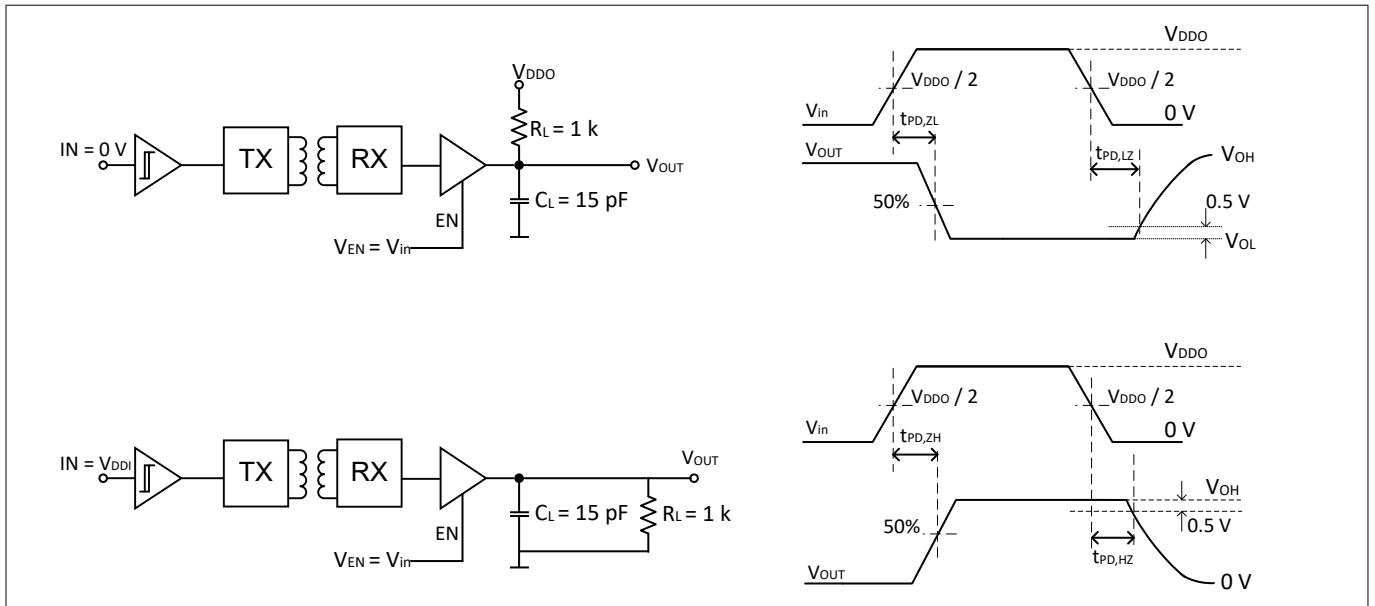 VDDO
RL = 1 k
IN = 0 V
TX
RX
VOUT
CL = 15 pF
EN
VEN = Vin
VDDO
VDDO / 2
VDDO / 2
Vin
0 V
tPD,ZL
VOUT
tPD,LZ
VOH
50%
0.5 V
VOL
IN = VDDI
TX
RX
VOUT
CL = 15 pF
RL = 1 k
EN
VEN = Vin
VDDO
VDDO / 2
VDDO / 2
Vin
0 V
tPD,ZH
VOH
50%
0.5 V
tPD,HZ
VOUT
0 V